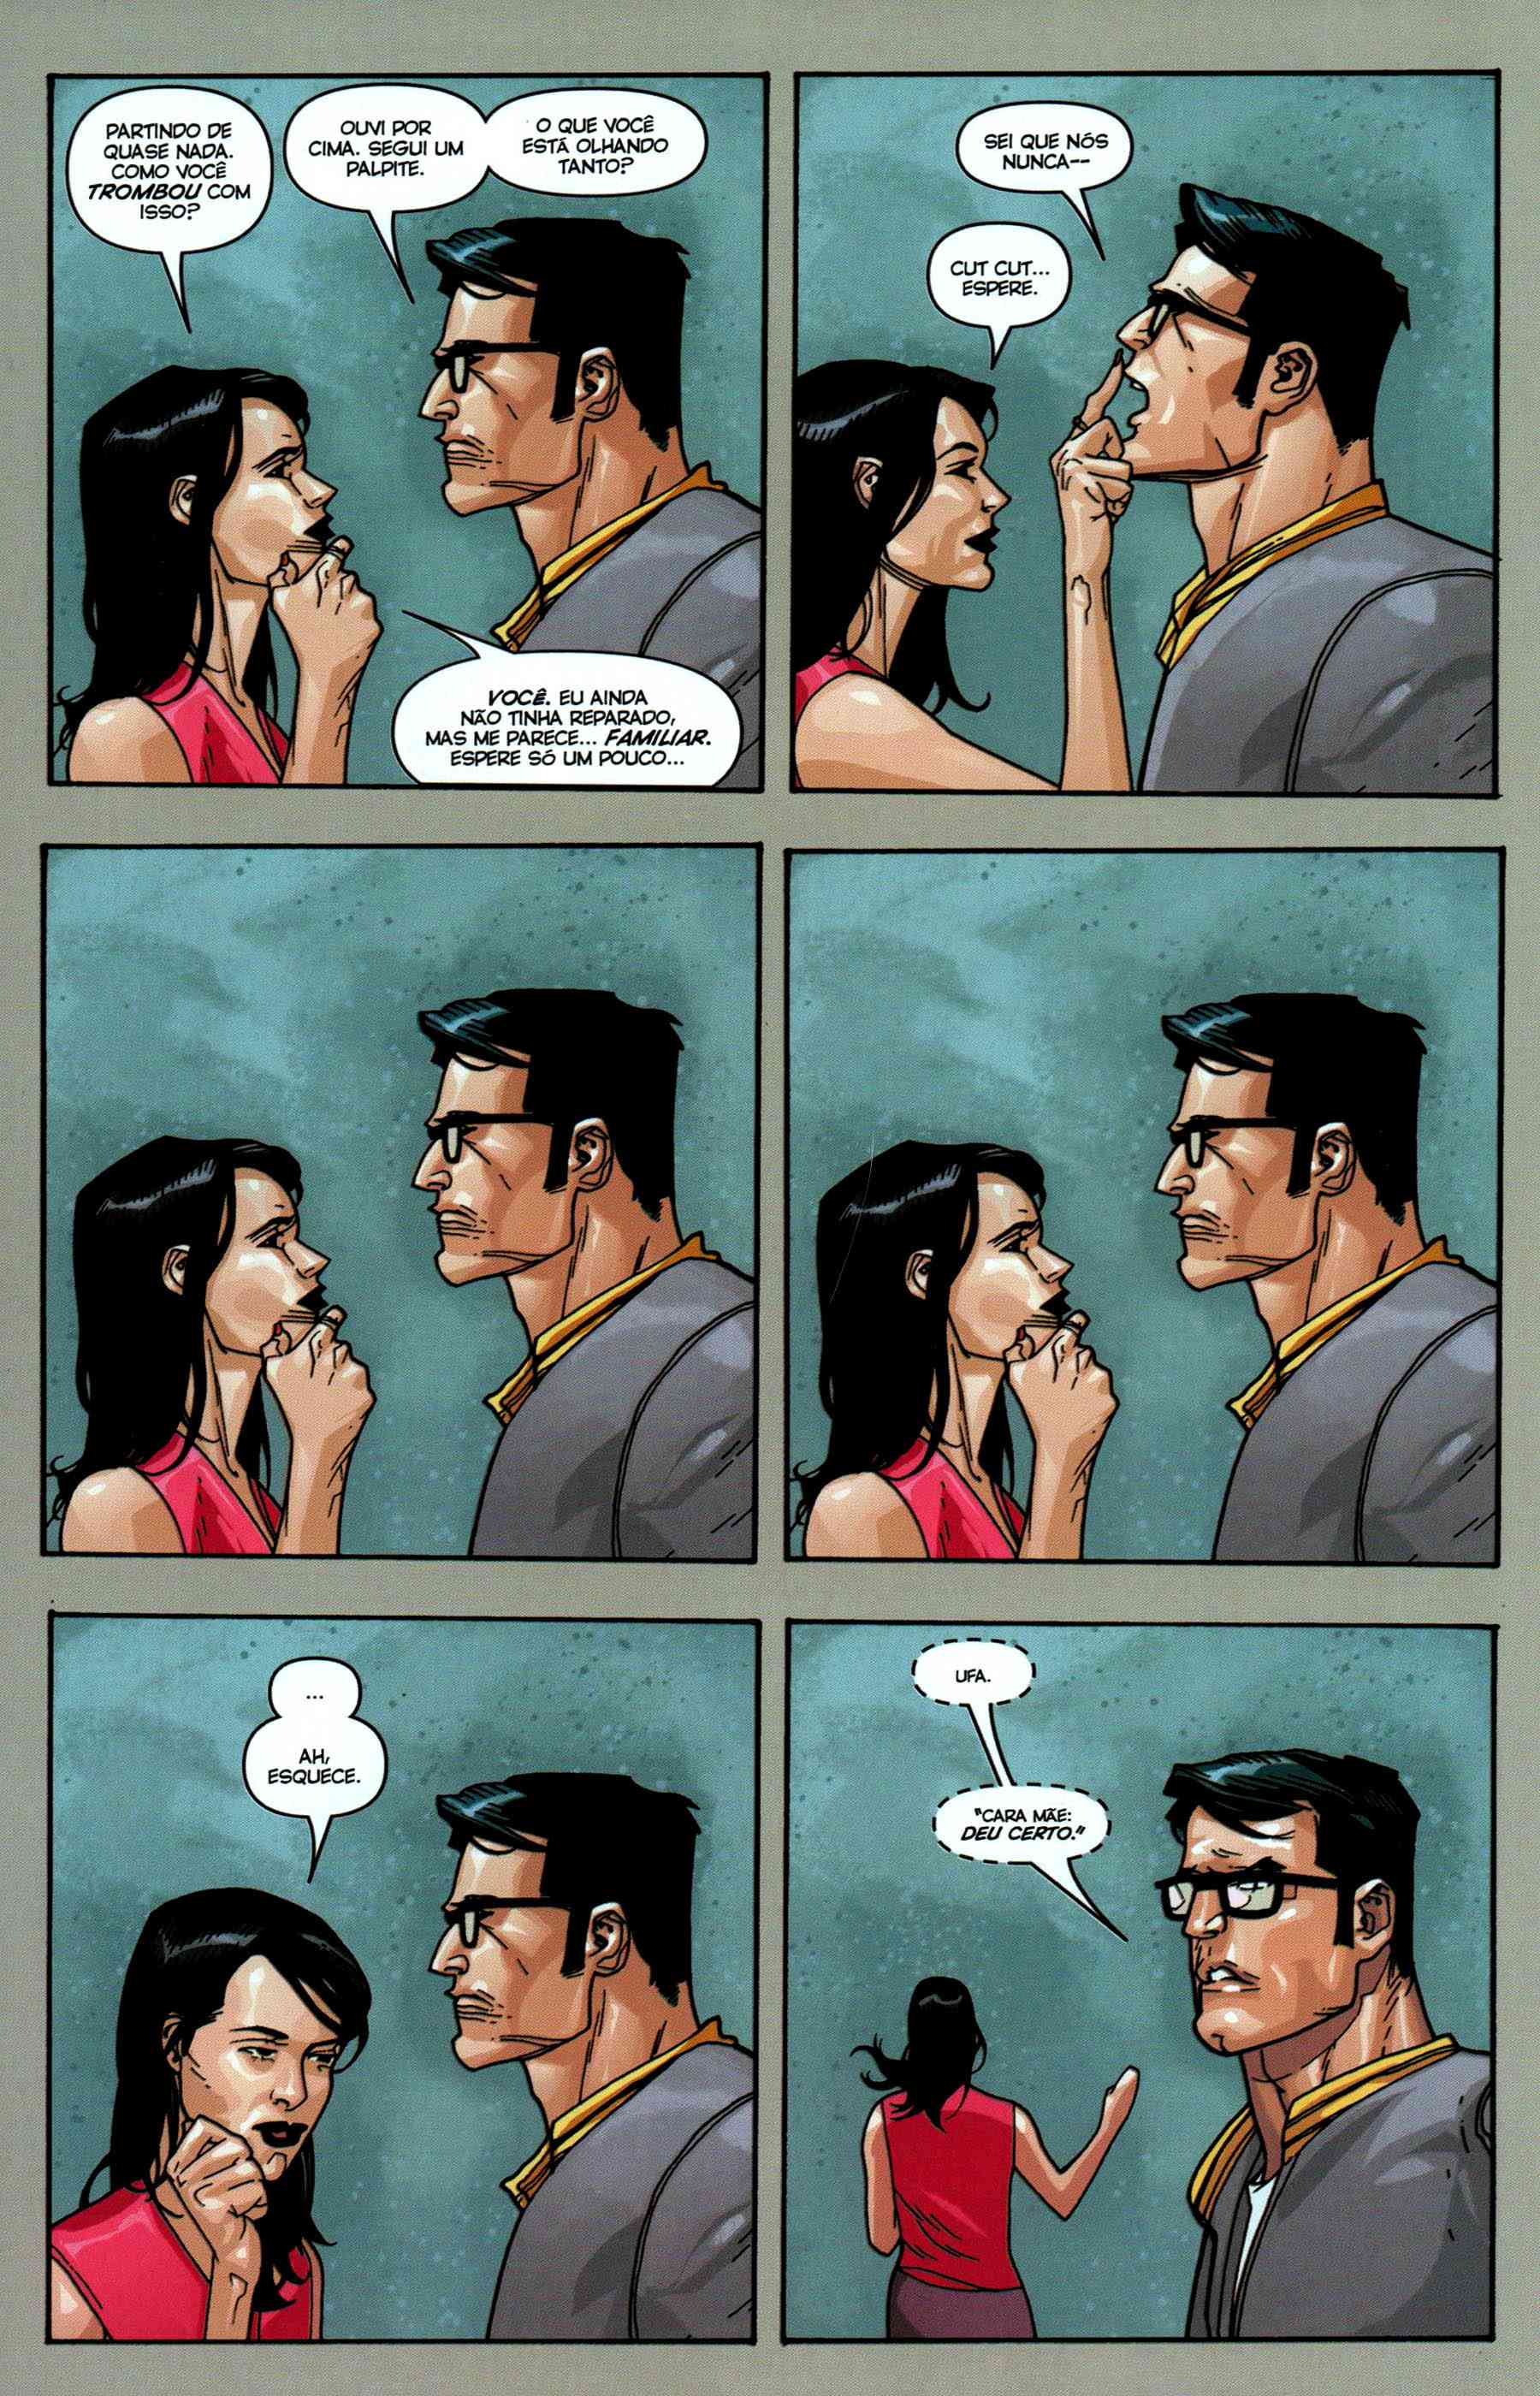 PARTINDO DE
QUASE NADA.
COMO VOCÊ
TROMBOU COM
ISSO?
OUVI POR
CIMA. SEGUI UM
PALPITE.
O QUE VOCÊ
ESTÁ OLHANDO
TANTO?
VOCÊ. EU AINDA
NÃO TINHA REPARADO,
MAS ME PARECE... FAMILIAR.
ESPERE SÓ UM POUCO...
SEI QUE NÓS
NUNCA--
CUT CUT...
ESPERE.
...
AH,
ESQUECE.
UFA.
"CARA MÃE:
DEU CERTO."